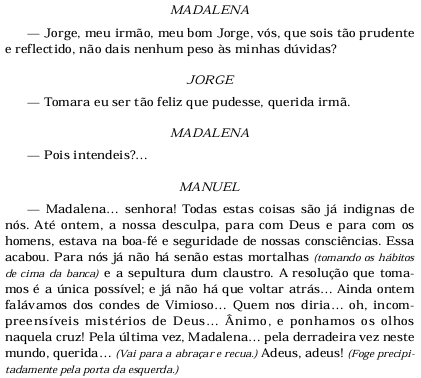 MADALENA
— Jorge, meu irmão, meu bom Jorge, vós, que sois tão prudente
e reflectido, não dais nenhum peso às minhas dúvidas?
JORGE
— Tomara eu ser tão feliz que pudesse, querida irmã.
MADALENA
— Pois intendeis?...
MANUEL
— Madalena... senhora! Todas estas coisas são já indignas de
nós. Até ontem, a nossa desculpa, para com Deus e para com os
homens, estava na boa-fé e seguridade de nossas consciências. Essa
acabou. Para nós já não há senão estas mortalhas (tomando os hábitos
de cima da banca) e a sepultura dum claustro. A resolução que toma-
mos é a única possível; e já não há que voltar atrás... Ainda ontem
falávamos dos condes de Vimioso... Quem nos diria... oh, incom-
preensíveis mistérios de Deus... Ânimo, e ponhamos os olhos
naquela cruz! Pela última vez, Madalena... pela derradeira vez neste
mundo, querida... (Vai para a abraçar e recua.) Adeus, adeus! (Foge precipi-
tadamente pela porta da esquerda.)